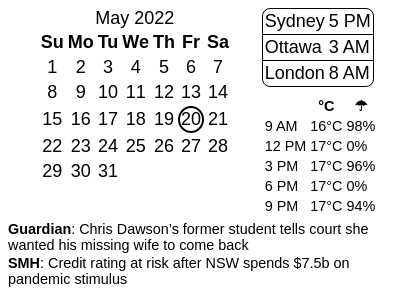 May 2022
Su Mo Tu We Th Fr Sa
1 2 3 4 5 6 7
8 9 10 11 12 13 14
15 16 17 18 19 20 21
22 23 24 25 26 27 28
29 30 31
Sydney 5 PM
Ottawa 3 AM
London 8 AM
°C ☂
9 AM 16°C 98%
12 PM 17°C 0%
3 PM 17°C 96%
6 PM 17°C 0%
9 PM 17°C 94%
Guardian: Chris Dawson’s former student tells court she
wanted his missing wife to come back
SMH: Credit rating at risk after NSW spends $7.5b on
pandemic stimulus